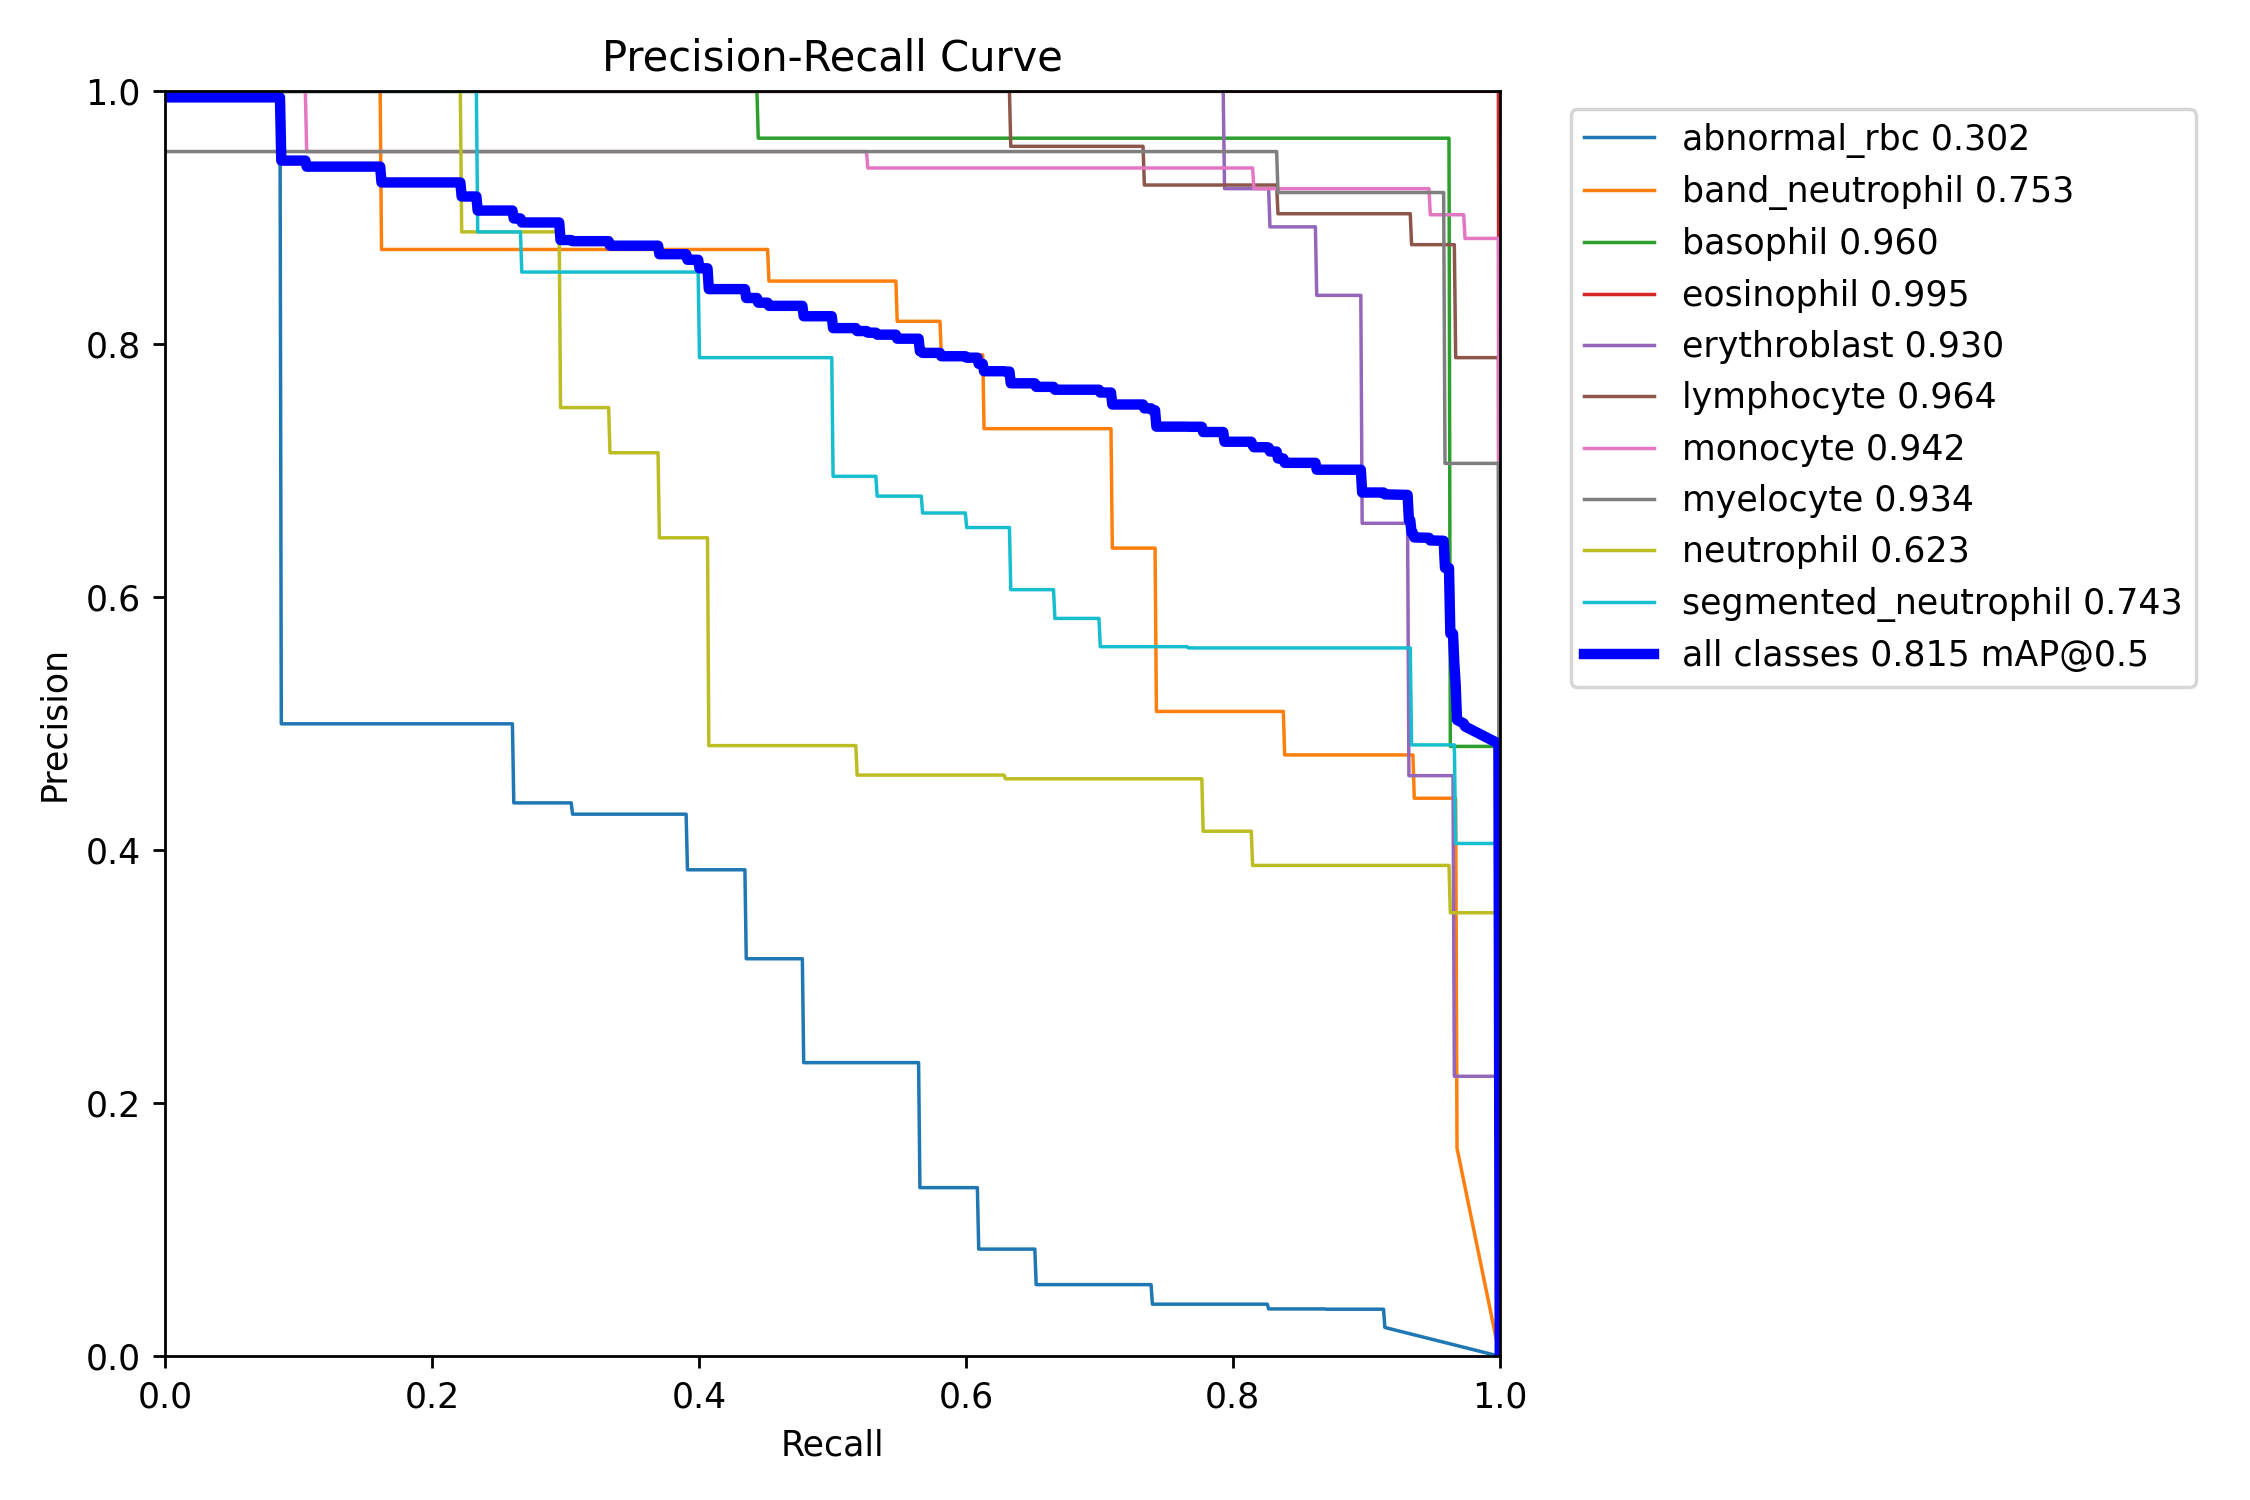 Precision-Recall Curve
1.0
0.8
0.6
0.4
0.2
0.0
Precision
0.0 0.2 0.4 0.6 0.8 1.0
Recall
abnormal_rbc 0.302
band_neutrophil 0.753
basophil 0.960
eosinophil 0.995
erythroblast 0.930
lymphocyte 0.964
monocyte 0.942
myelocyte 0.934
neutrophil 0.623
segmented_neutrophil 0.743
all classes 0.815 mAP@0.5